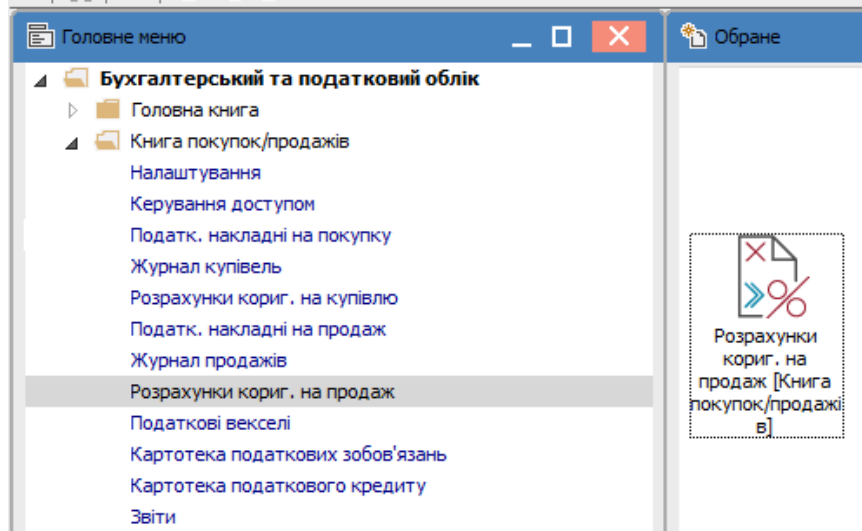 Головне меню
Обране
Бухгалтерський та податковий облік
Головна книга
Книга покупок/продажів
Налаштування
Керування доступом
Податк. накладні на покупку
Журнал купівель
Розрахунки кориг. на купівлю
Податк. накладні на продаж
Журнал продажів
Розрахунки кориг. на продаж
Податкові векселі
Картотека податкових зобов'язань
Картотека податкового кредиту
Звіти
Розрахунки
кориг. на
продаж [Книга
покупок/продажі
в]